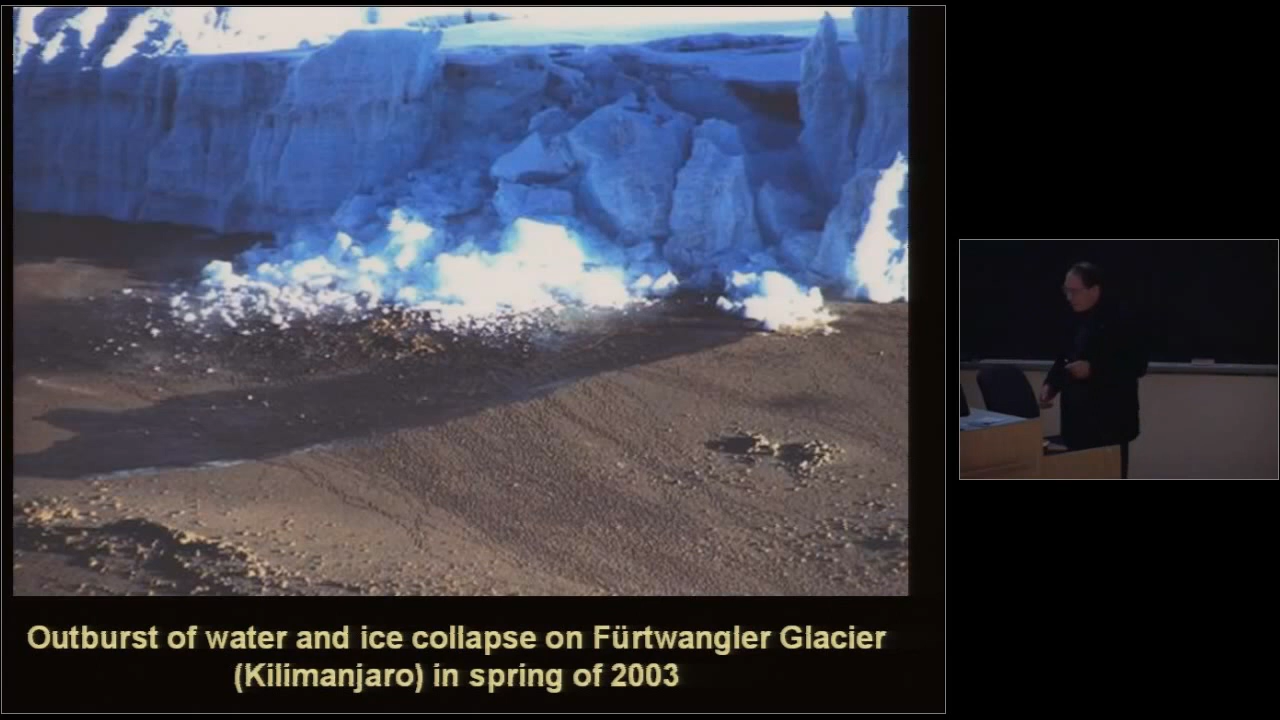 Outburst of water and ice collapse on Fürtwangler Glacier
(Kilimanjaro) in spring of 2003